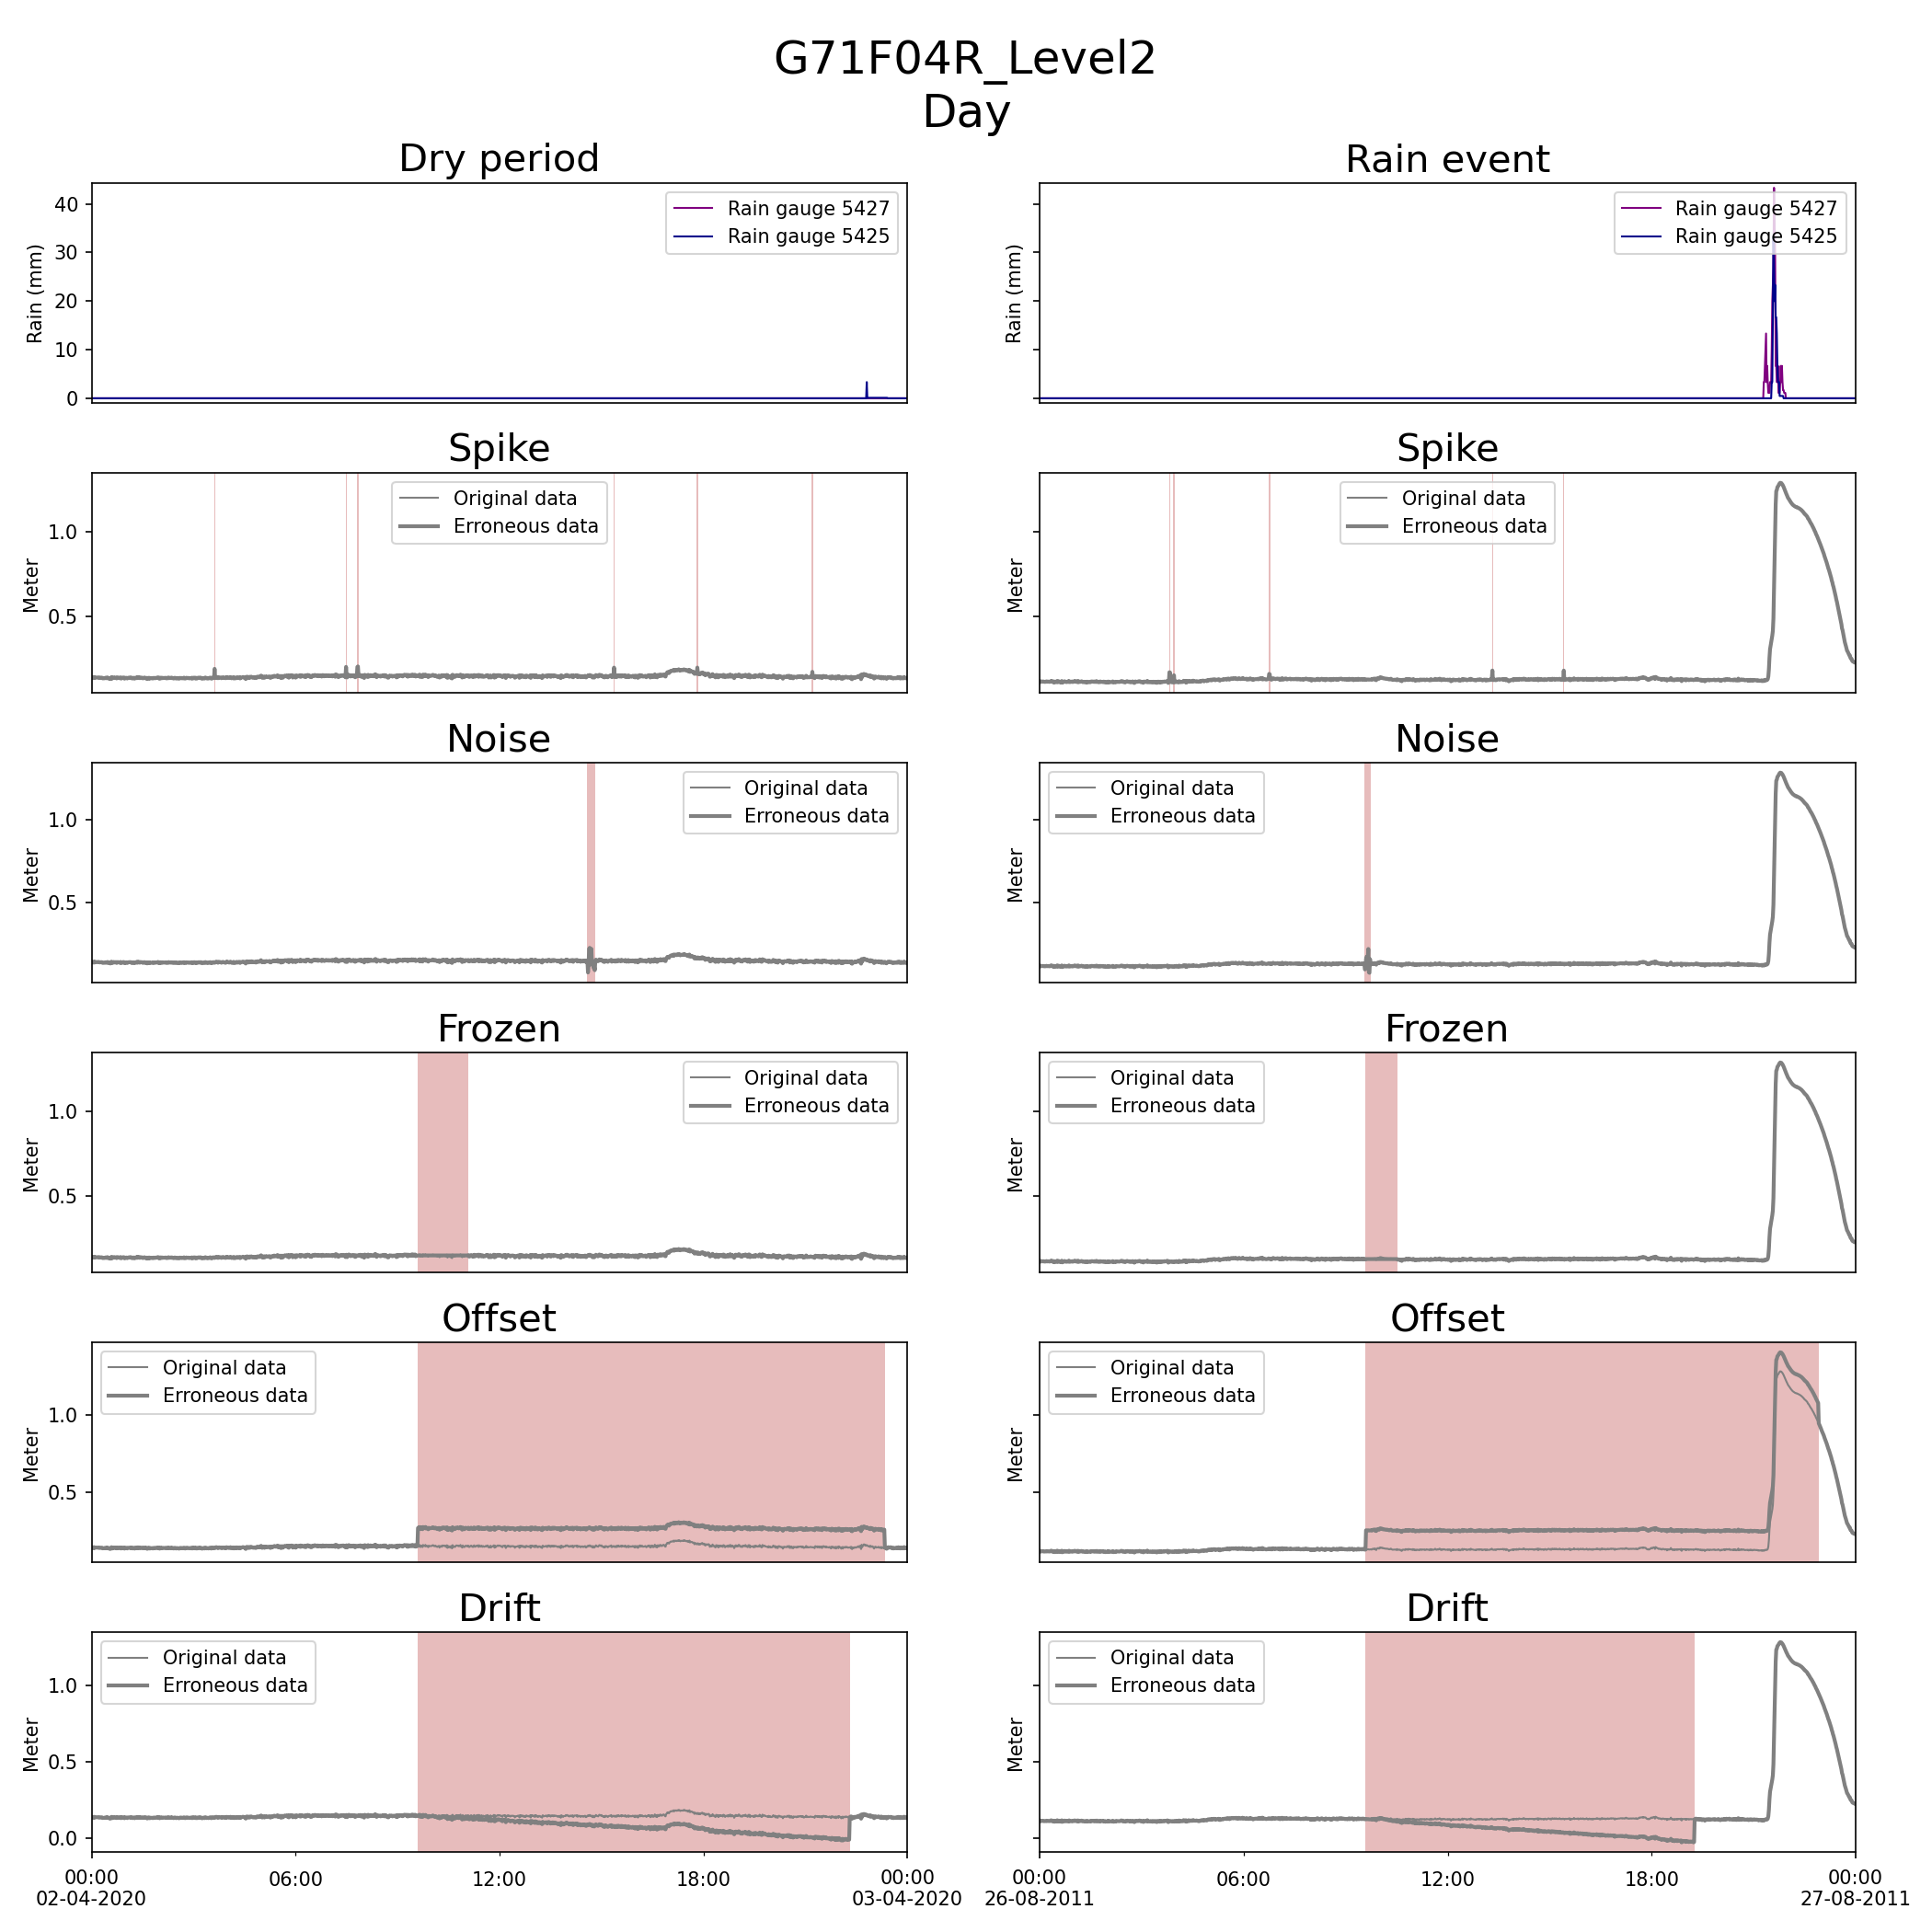 G71F04R_Level2
Day
Dry period
Rain event
Rain (mm)
40
30
20
10
0
Rain gauge 5427
Rain gauge 5425
Rain (mm)
Rain gauge 5427
Rain gauge 5425
Spike
Spike
Meter
1.0
0.5
Original data
Erroneous data
Meter
Original data
Erroneous data
Noise
Noise
Meter
1.0
0.5
Original data
Erroneous data
Meter
Original data
Erroneous data
Frozen
Frozen
Meter
1.0
0.5
Original data
Erroneous data
Meter
Original data
Erroneous data
Offset
Offset
Meter
1.0
0.5
Original data
Erroneous data
Meter
Original data
Erroneous data
Drift
Drift
Meter
1.0
0.5
0.0
Original data
Erroneous data
Meter
Original data
Erroneous data
00:00 06:00 12:00 18:00 00:00
02-04-2020 03-04-2020
00:00 06:00 12:00 18:00 00:00
26-08-2011 27-08-2011